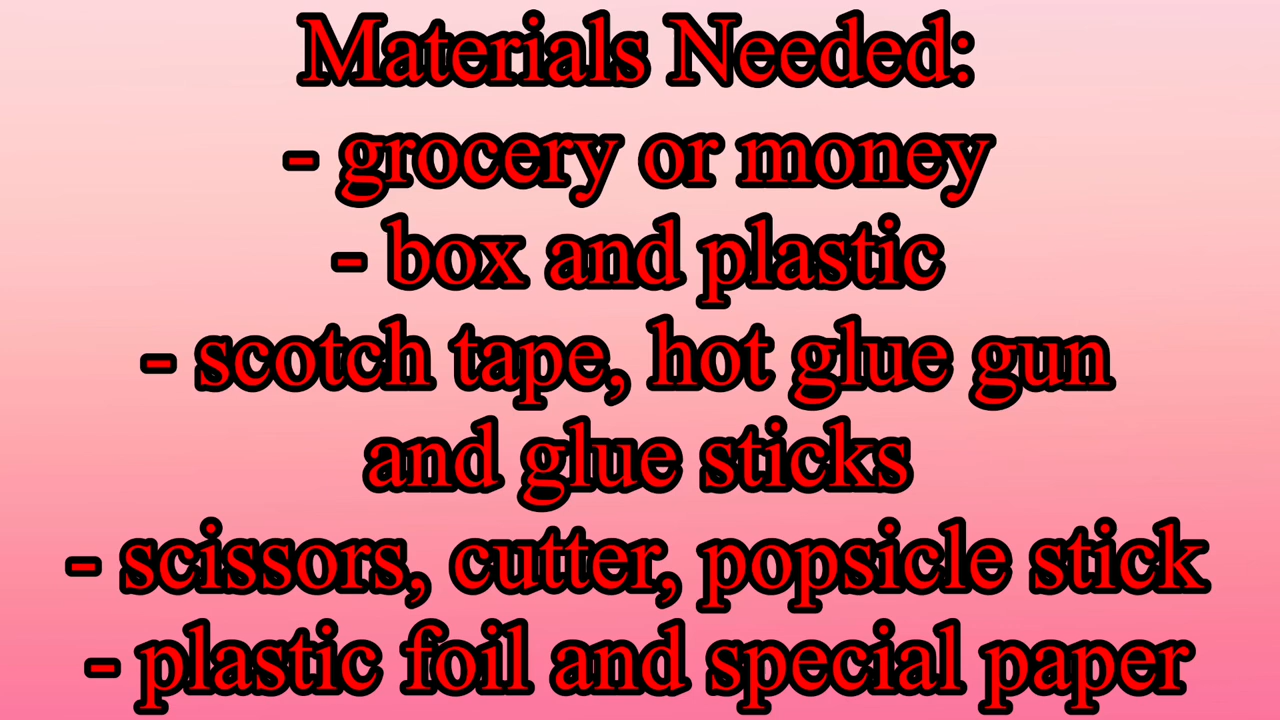 Materials Needed:
- grocery or money
- box and plastic
- scotch tape, hot glue gun
and glue sticks
- scissors, cutter, popsicle stick
- plastic foil and special paper